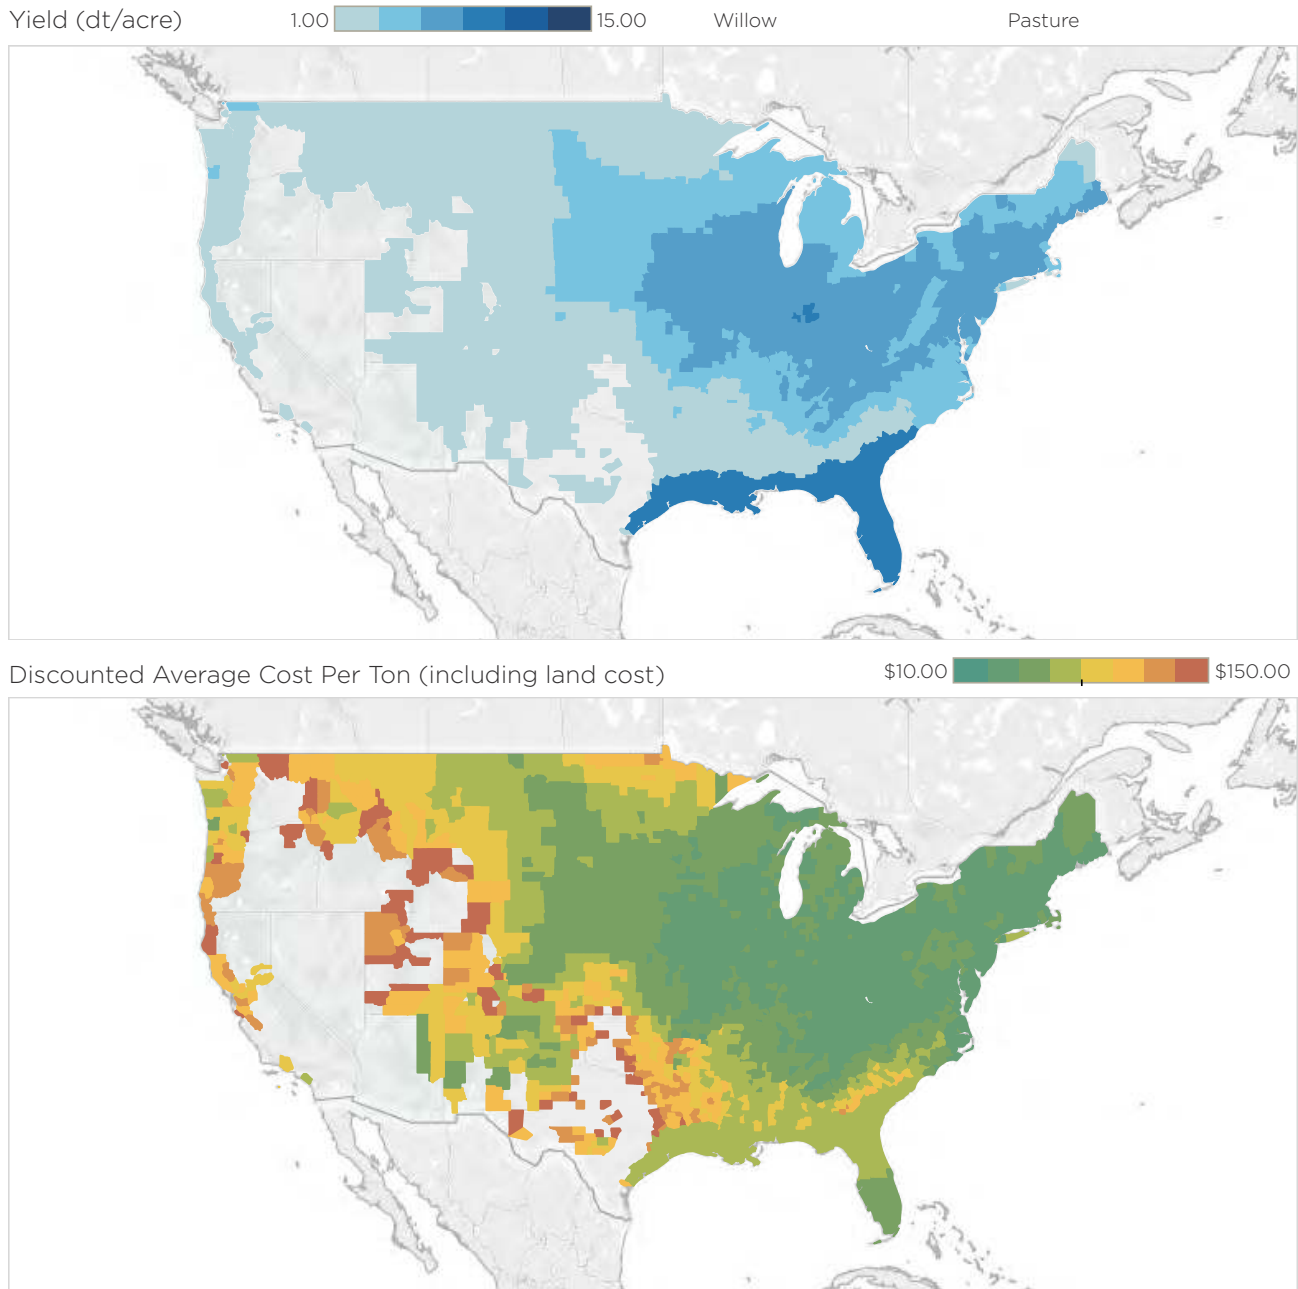 Yield (dt/acre) 1.00 15.00 Willow Pasture
Discounted Average Cost Per Ton (including land cost) $10.00 $150.00